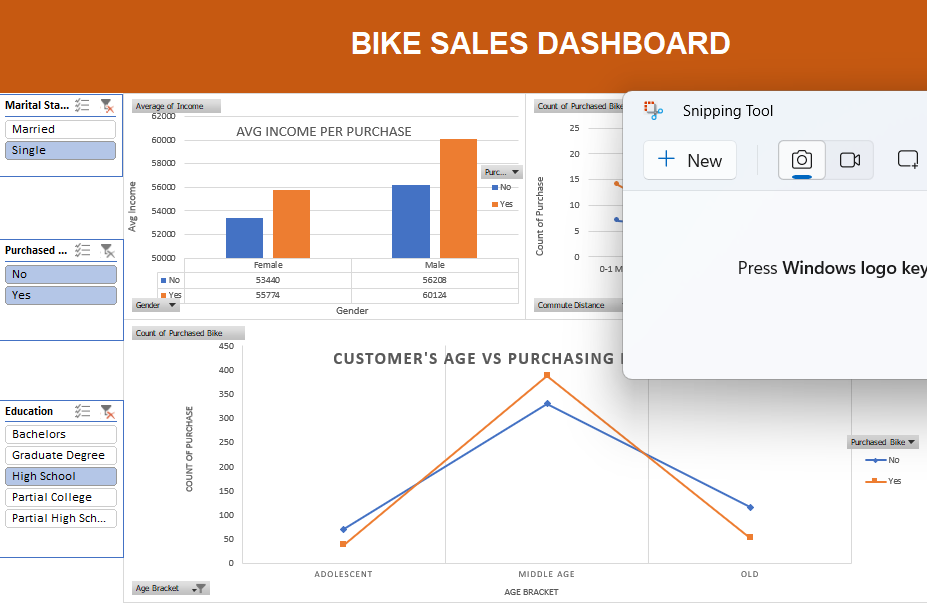 BIKE SALES DASHBOARD
Marital Sta...
Married
Single
Purchased ...
No
Yes
Education
Bachelors
Graduate Degree
High School
Partial College
Partial High Sch...
Average of Income
AVG INCOME PER PURCHASE
62000
60000
58000
56000
54000
52000
50000
Avg Income
Female
Male
No
53440
56208
Yes
55774
60124
Gender
Gender
Purc...
No
Yes
Count of Purchased Bike
25
20
15
10
5
0
Count of Purchase
0-1 M
Commute Distance
Snipping Tool
New
Press Windows logo key
Count of Purchased Bike
CUSTOMER'S AGE VS PURCHASING
450
400
350
300
250
200
150
100
50
0
COUNT OF PURCHASE
ADOLESCENT
MIDDLE AGE
OLD
AGE BRACKET
Age Bracket
Purchased Bike
No
Yes